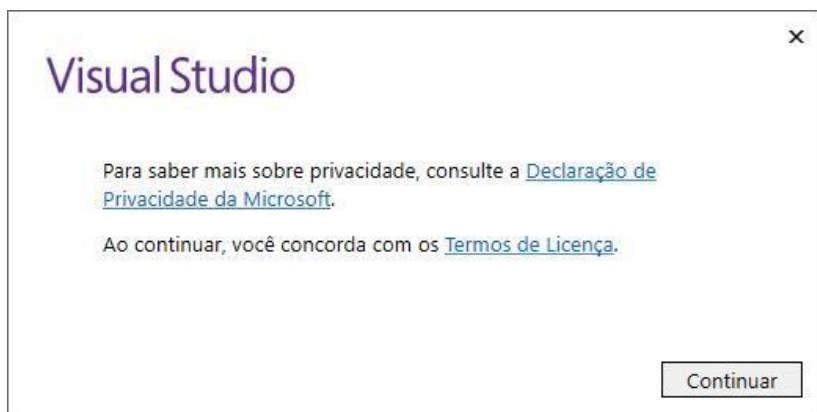 Visual Studio
Para saber mais sobre privacidade, consulte a Declaração de
Privacidade da Microsoft.
Ao continuar, você concorda com os Termos de Licença.
Continuar